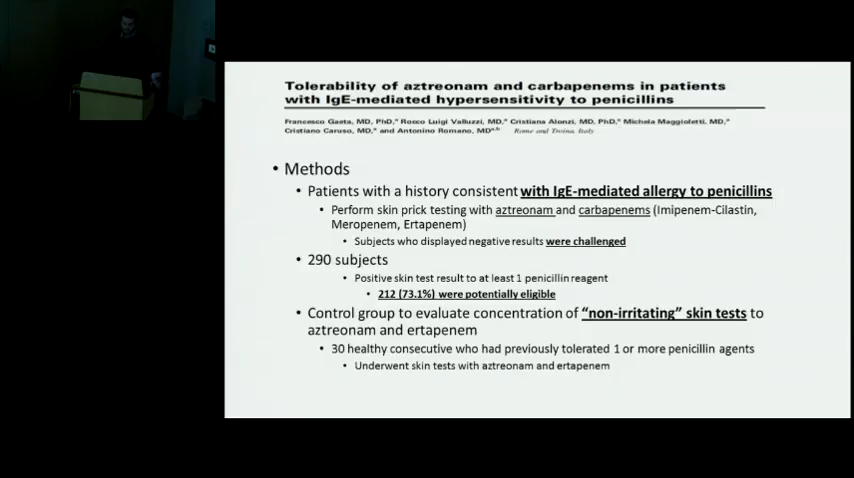 Tolerability of aztreonam and carbapenems in patients
with IgE-mediated hypersensitivity to penicillins
Francesco Gaeta, MD, PhD,a Rocco Luigi Valluzzi, MD,a Cristiana Alonzi, MD, PhD,a Michela Maggioletti, MD,a
Cristiano Caruso, MD,a and Antonino Romano, MDa,b Rome and Troina, Italy
• Methods
• Patients with a history consistent with IgE-mediated allergy to penicillins
• Perform skin prick testing with aztreonam and carbapenems (Imipenem-Cilastin,
Meropenem, Ertapenem)
• Subjects who displayed negative results were challenged
• 290 subjects
• Positive skin test result to at least 1 penicillin reagent
• 212 (73.1%) were potentially eligible
• Control group to evaluate concentration of “non-irritating” skin tests to
aztreonam and ertapenem
• 30 healthy consecutive who had previously tolerated 1 or more penicillin agents
• Underwent skin tests with aztreonam and ertapenem